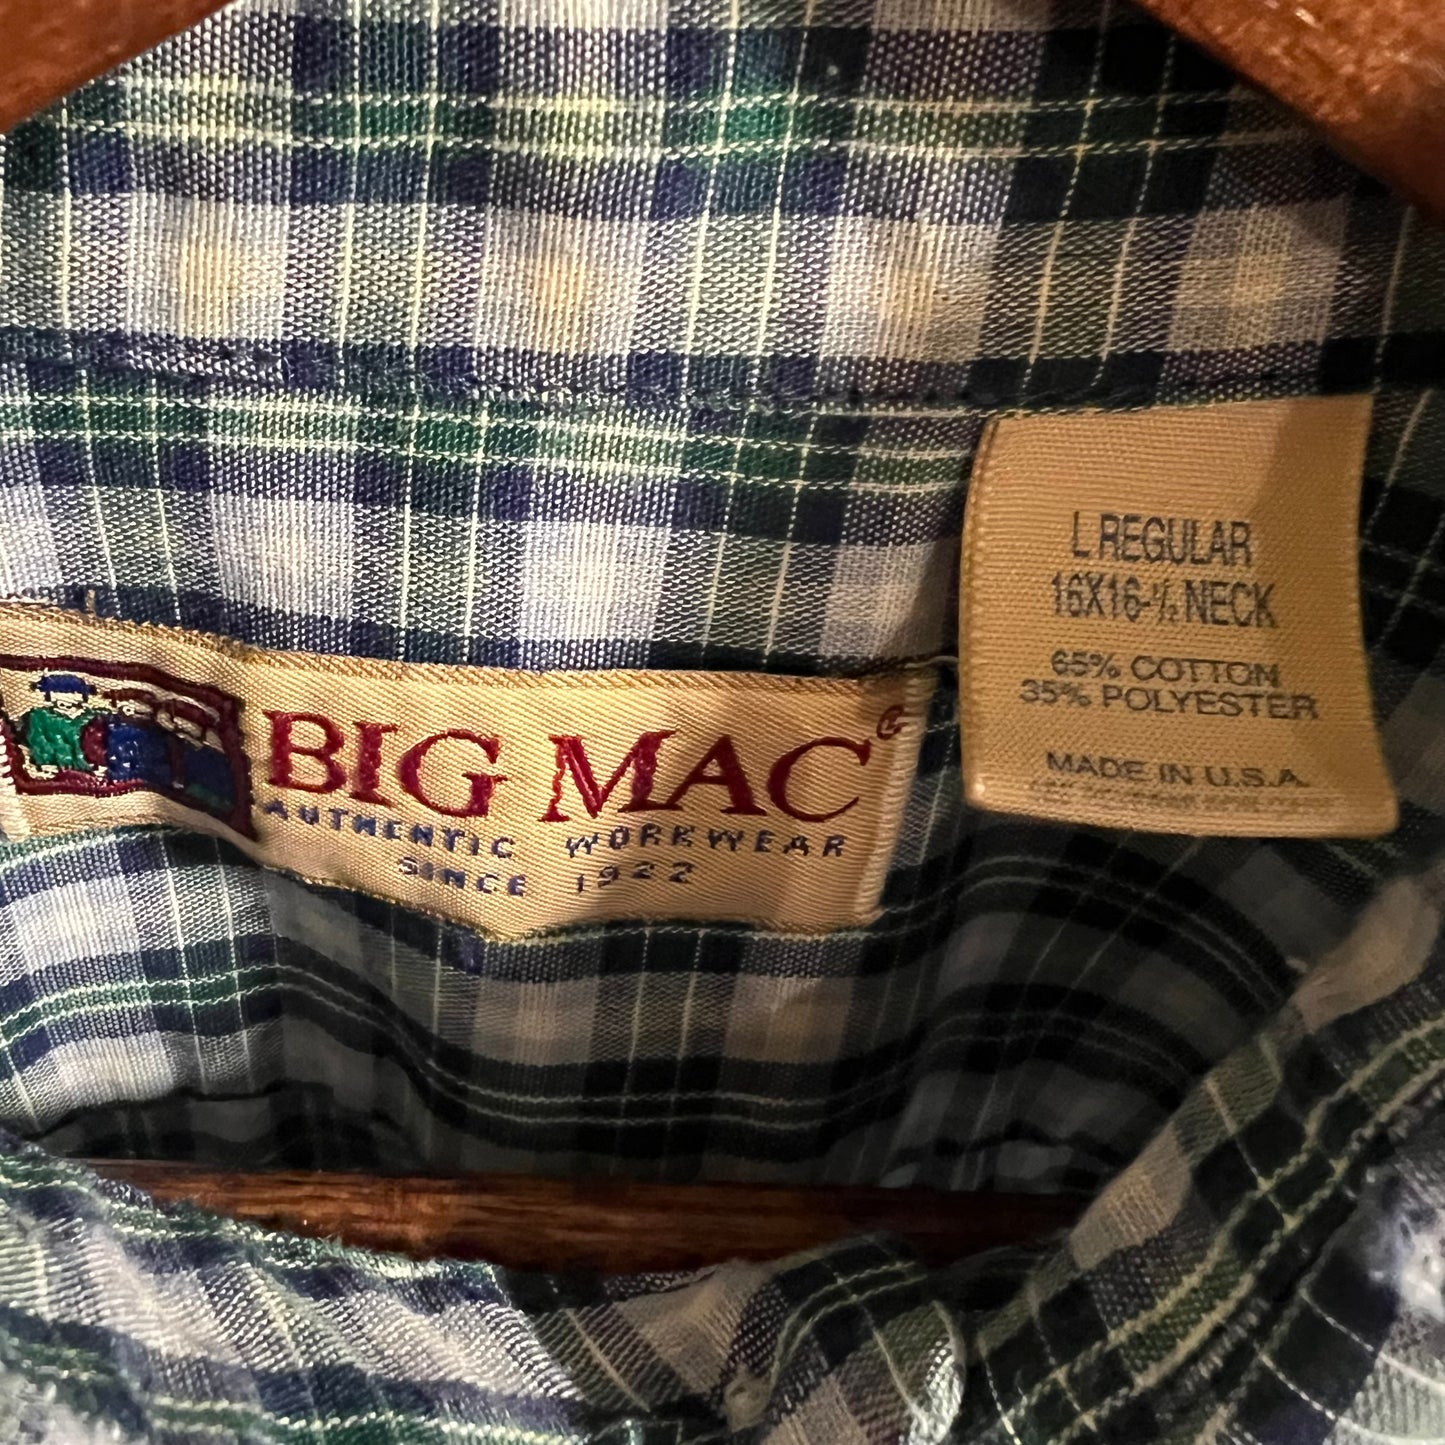 L REGULAR
16X16-½ NECK
65% COTTON
35% POLYESTER
MADE IN U.S.A.
BIG MAC®
AUTHENTIC WORKWEAR
SINCE 1922